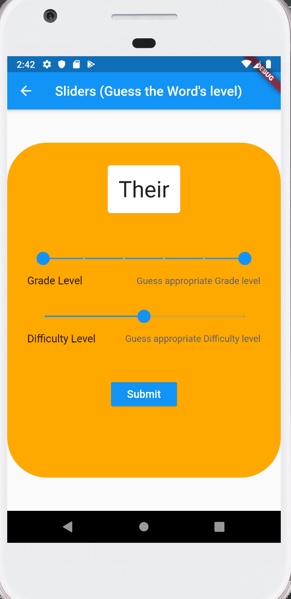 2:42
DEBUG
Sliders (Guess the Word's level)
Their
Grade Level Guess appropriate Grade level
Difficulty Level Guess appropriate Difficulty level
Submit